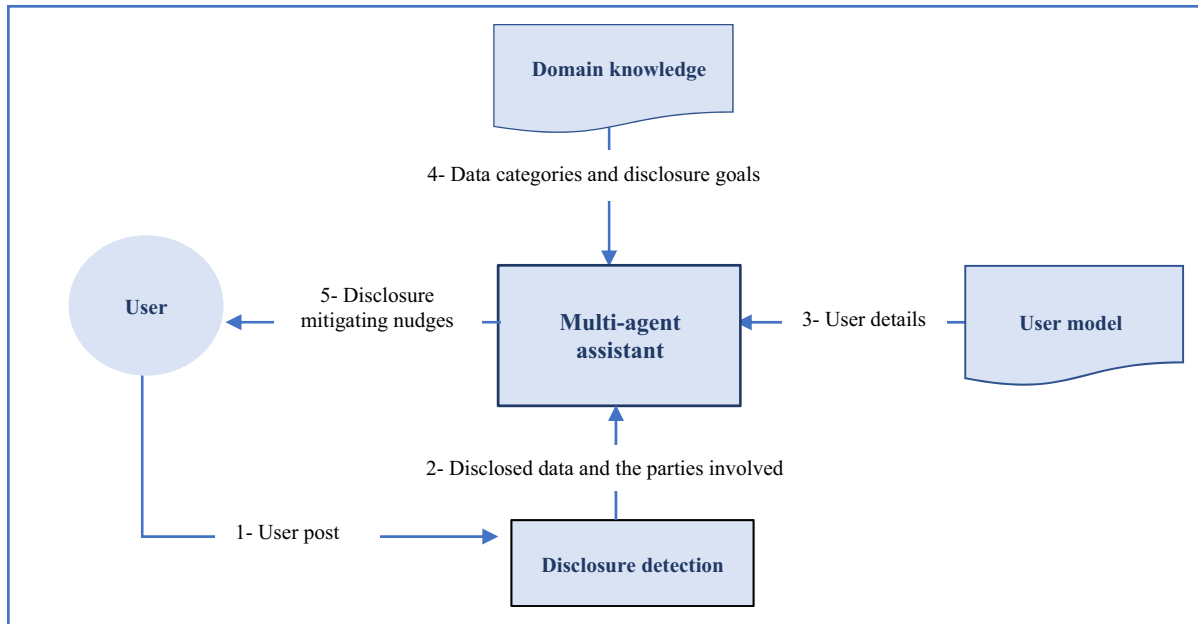 Domain knowledge
4- Data categories and disclosure goals
User
5- Disclosure
mitigating nudges
Multi-agent
assistant
3- User details
User model
2- Disclosed data and the parties involved
1- User post
Disclosure detection